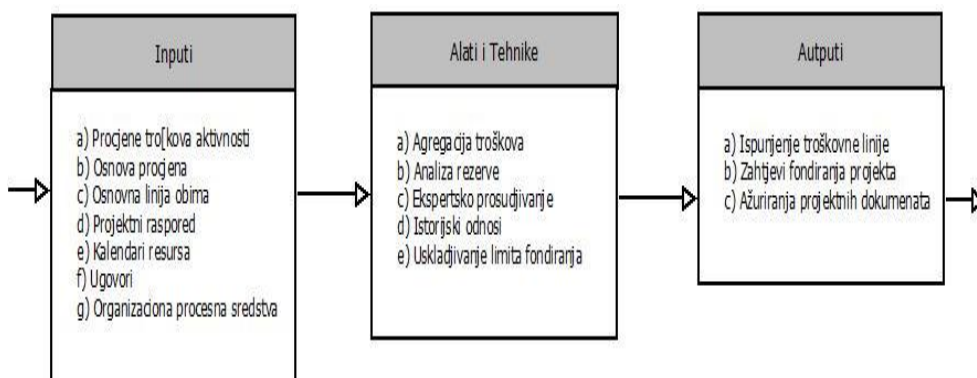 Inputi
a) Procjene tro[kova aktivnosti
b) Osnova procjena
c) Osnovna linija obima
d) Projektni raspored
e) Kalendari resursa
f) Ugovori
g) Organizaciona procesna sredstva
Alati i Tehnike
a) Agregacija troškova
b) Analiza rezerve
c) Ekspertsko prosudjivanje
d) Istorijski odnosi
e) Uskladjivanje limita fondiranja
Autputi
a) Ispunjenje troškovne linije
b) Zahtjevi fondiranja projekta
c) Ažuriranja projektnih dokumenata